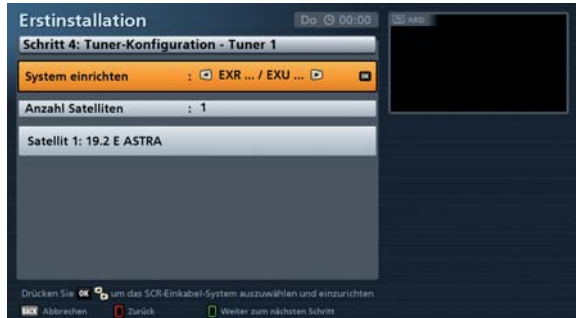 Erstinstallation
Do 00:00
ARD
Schritt 4: Tuner-Konfiguration - Tuner 1
System einrichten : EXR ... / EXU ... OK
Anzahl Satelliten : 1
Satellit 1: 19.2 E ASTRA
Drücken Sie OK um das SCR-Einkabel-System auszuwählen und einzurichten
BACK Abbrechen Zurück Weiter zum nächsten Schritt